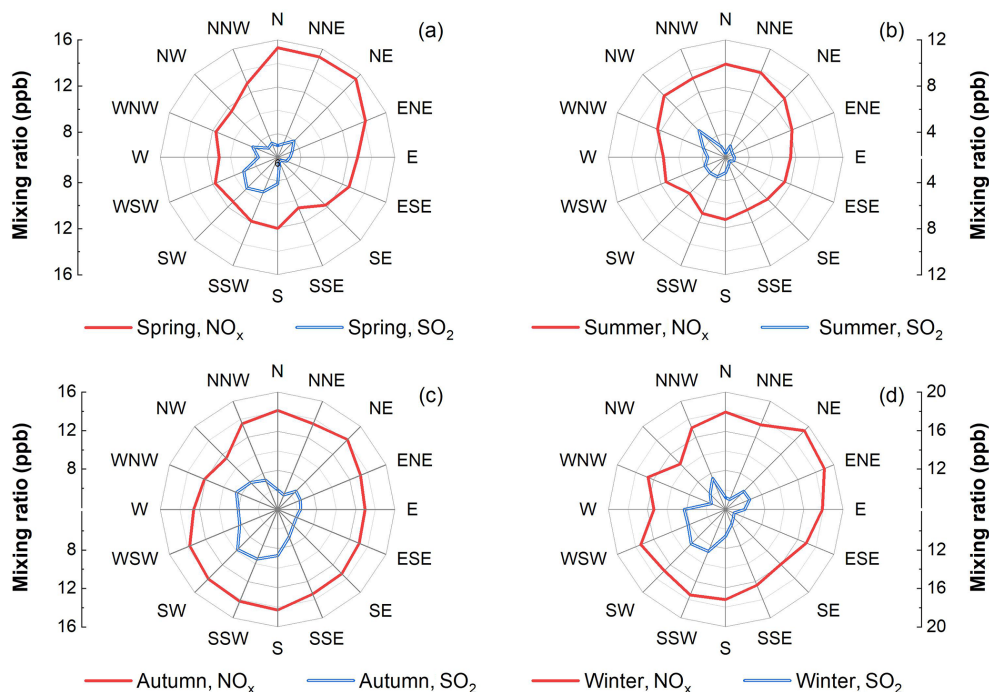 N
NNW NNE
(a)
NW NE
WNW ENE
W E
WSW ESE
SW SE
SSW SSE
S
16
12
8
8
12
16
Mixing ratio (ppb)
Spring, NOₓ Spring, SO₂
N
NNW NNE
(b)
NW NE
WNW ENE
W E
WSW ESE
SW SE
SSW SSE
S
12
8
4
4
8
12
Mixing ratio (ppb)
Summer, NOₓ Summer, SO₂
N
NNW NNE
(c)
NW NE
WNW ENE
W E
WSW ESE
SW SE
SSW SSE
S
16
12
8
8
12
16
Mixing ratio (ppb)
Autumn, NOₓ Autumn, SO₂
N
NNW NNE
(d)
NW NE
WNW ENE
W E
WSW ESE
SW SE
SSW SSE
S
20
16
12
12
16
20
Mixing ratio (ppb)
Winter, NOₓ Winter, SO₂